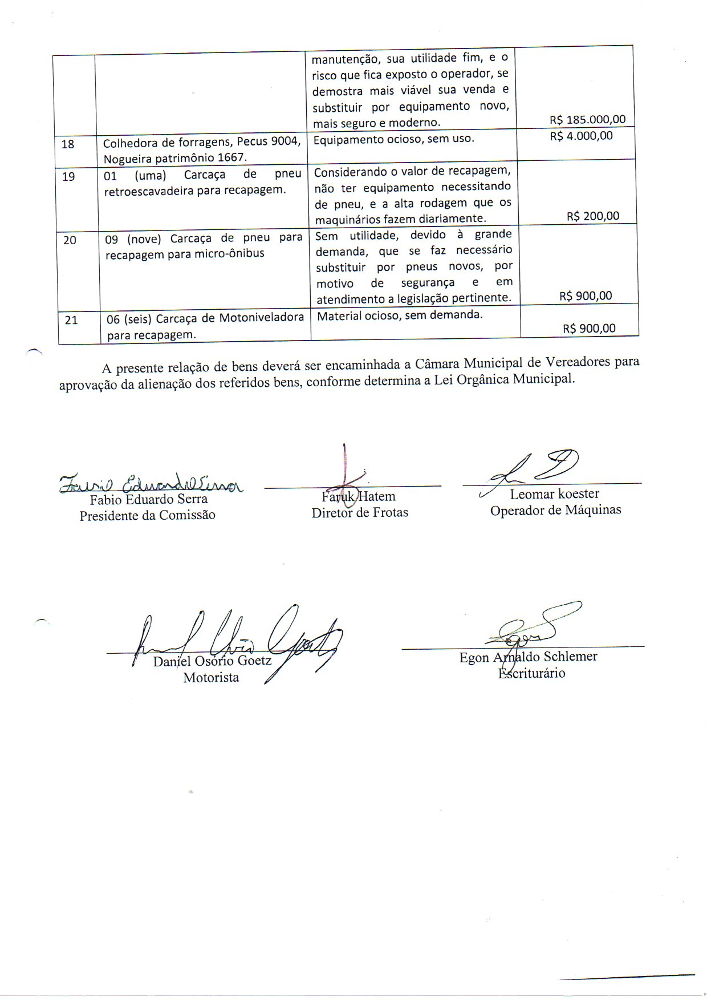 manutenção, sua utilidade fim, e o
risco que fica exposto o operador, se
demostra mais viável sua venda e
substituir por equipamento novo,
mais seguro e moderno.
R$ 185.000,00
18
Colhedora de forragens, Pecus 9004,
Nogueira patrimônio 1667.
Equipamento ocioso, sem uso.
R$ 4.000,00
19
01 (uma) Carcaça de pneu
retroescavadeira para recapagem.
Considerando o valor de recapagem,
não ter equipamento necessitando
de pneu, e a alta rodagem que os
maquinários fazem diariamente.
R$ 200,00
20
09 (nove) Carcaça de pneu para
recapagem para micro-ônibus
Sem utilidade, devido à grande
demanda, que se faz necessário
substituir por pneus novos, por
motivo de segurança e em
atendimento a legislação pertinente.
R$ 900,00
21
06 (seis) Carcaça de Motoniveladora
para recapagem.
Material ocioso, sem demanda.
R$ 900,00
A presente relação de bens deverá ser encaminhada a Câmara Municipal de Vereadores para
aprovação da alienação dos referidos bens, conforme determina a Lei Orgânica Municipal.
Fabio Eduardo Serra
Presidente da Comissão
Faruk Hatem
Diretor de Frotas
Leomar koester
Operador de Máquinas
Daniel Osório Goetz
Motorista
Egon Arnaldo Schlemer
Escriturário